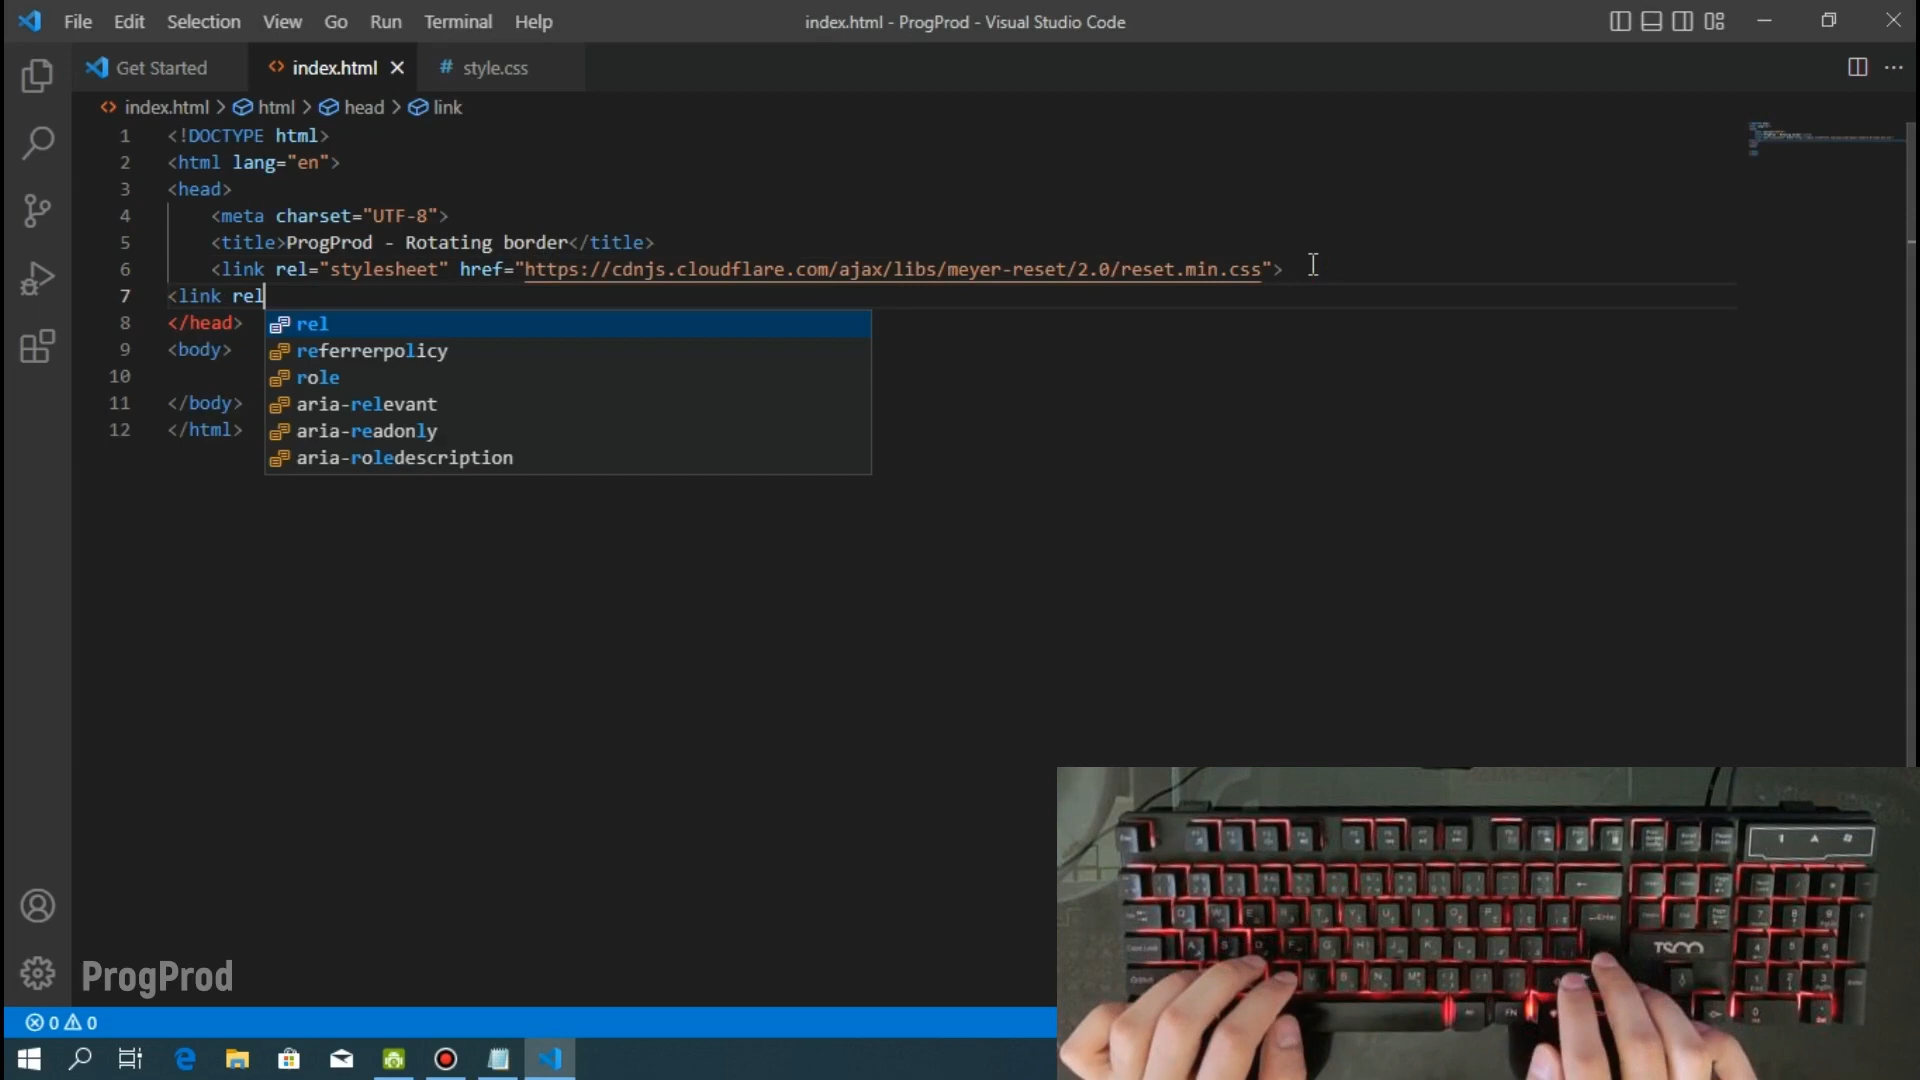 File Edit Selection View Go Run Terminal Help
index.html - ProgProd - Visual Studio Code
Get Started
index.html
# style.css
index.html > html > head > link
1 <!DOCTYPE html>
2 <html lang="en">
3 <head>
4 <meta charset="UTF-8">
5 <title>ProgProd - Rotating border</title>
6 <link rel="stylesheet" href="https://cdnjs.cloudflare.com/ajax/libs/meyer-reset/2.0/reset.min.css">
7 <link rel
8 </head>
9 <body>
10
11 </body>
12 </html>
rel
referrerpolicy
role
aria-relevant
aria-readonly
aria-roledescription
ProgProd
0 0
TSCO